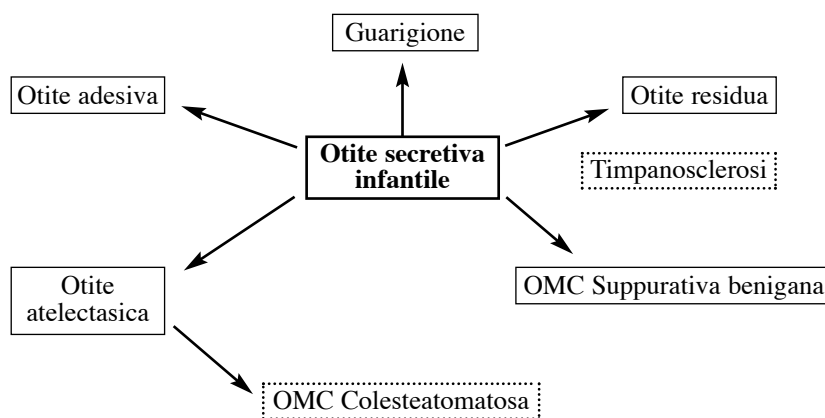 Guarigione
Otite adesiva
Otite residua
Otite secretiva
infantile
Timpanosclerosi
Otite
atelectasica
OMC Suppurativa benigana
OMC Colesteatomatosa